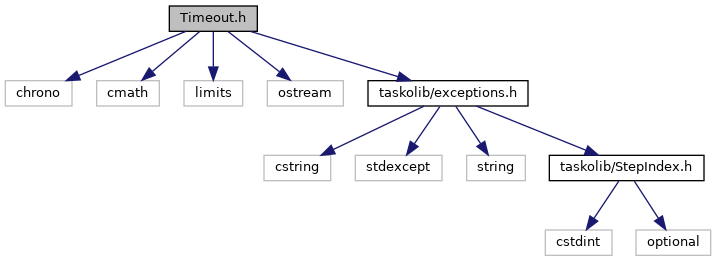 Timeout.h
chrono
cmath
limits
ostream
taskolib/exceptions.h
cstring
stdexcept
string
taskolib/StepIndex.h
cstdint
optional